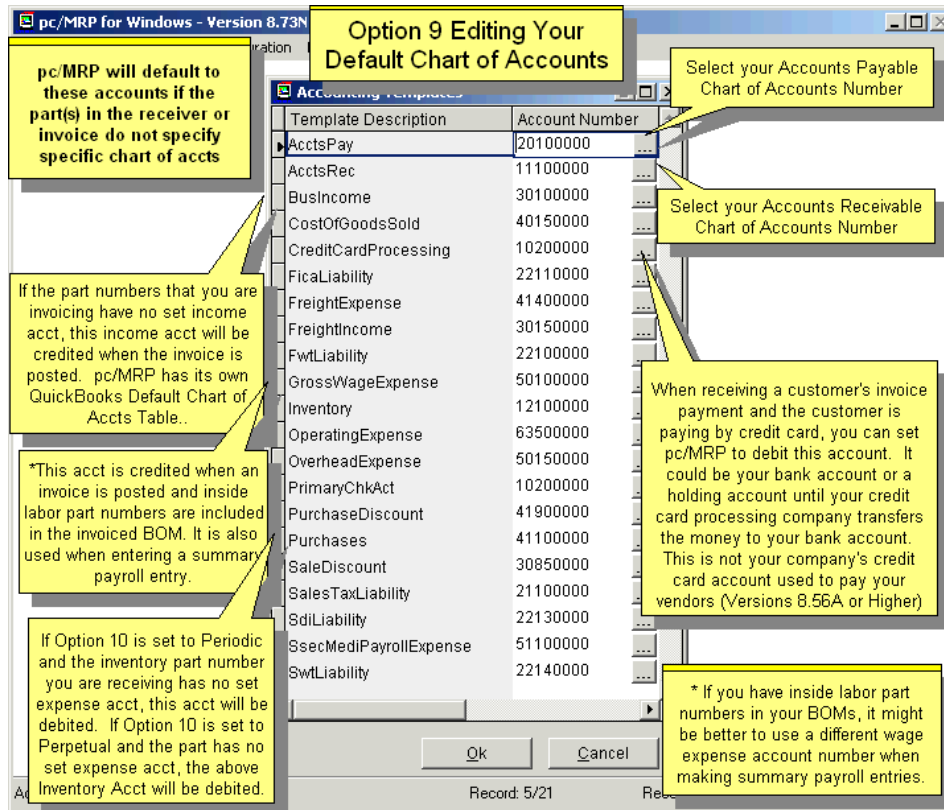 pc/MRP for Windows - Version 8.73N
Option 9 Editing Your
Default Chart of Accounts
pc/MRP will default to
these accounts if the
part(s) in the receiver or
invoice do not specify
specific chart of accts
Select your Accounts Payable
Chart of Accounts Number
Accounting Templates
Template Description Account Number
AcctsPay 20100000 ...
AcctsRec 11100000 ...
BusIncome 30100000 ...
CostOfGoodsSold 40150000 ...
CreditCardProcessing 10200000
FicaLiability 22110000 ...
FreightExpense 41400000 ...
FreightIncome 30150000 ...
FwtLiability 22100000
GrossWageExpense 50100000
Inventory 12100000
OperatingExpense 63500000
OverheadExpense 50150000
PrimaryChkAct 10200000
PurchaseDiscount 41900000
Purchases 41100000
SaleDiscount 30850000
SalesTaxLiability 21100000
SdiLiability 22130000 ...
SsecMediPayrollExpense 51100000 ...
SwtLiability 22140000 ...
Select your Accounts Receivable
Chart of Accounts Number
If the part numbers that you are
invoicing have no set income
acct, this income acct will be
credited when the invoice is
posted. pc/MRP has its own
QuickBooks Default Chart of
Accts Table..
*This acct is credited when an
invoice is posted and inside
labor part numbers are included
in the invoiced BOM. It is also
used when entering a summary
payroll entry.
If Option 10 is set to Periodic
and the inventory part number
you are receiving has no set
expense acct, this acct will be
debited. If Option 10 is set to
Perpetual and the part has no
set expense acct, the above
Inventory Acct will be debited.
When receiving a customer's invoice
payment and the customer is
paying by credit card, you can set
pc/MRP to debit this account. It
could be your bank account or a
holding account until your credit
card processing company transfers
the money to your bank account.
This is not your company's credit
card account used to pay your
vendors (Versions 8.56A or Higher)
* If you have inside labor part
numbers in your BOMs, it might
be better to use a different wage
expense account number when
making summary payroll entries.
Ok Cancel
Record: 5/21